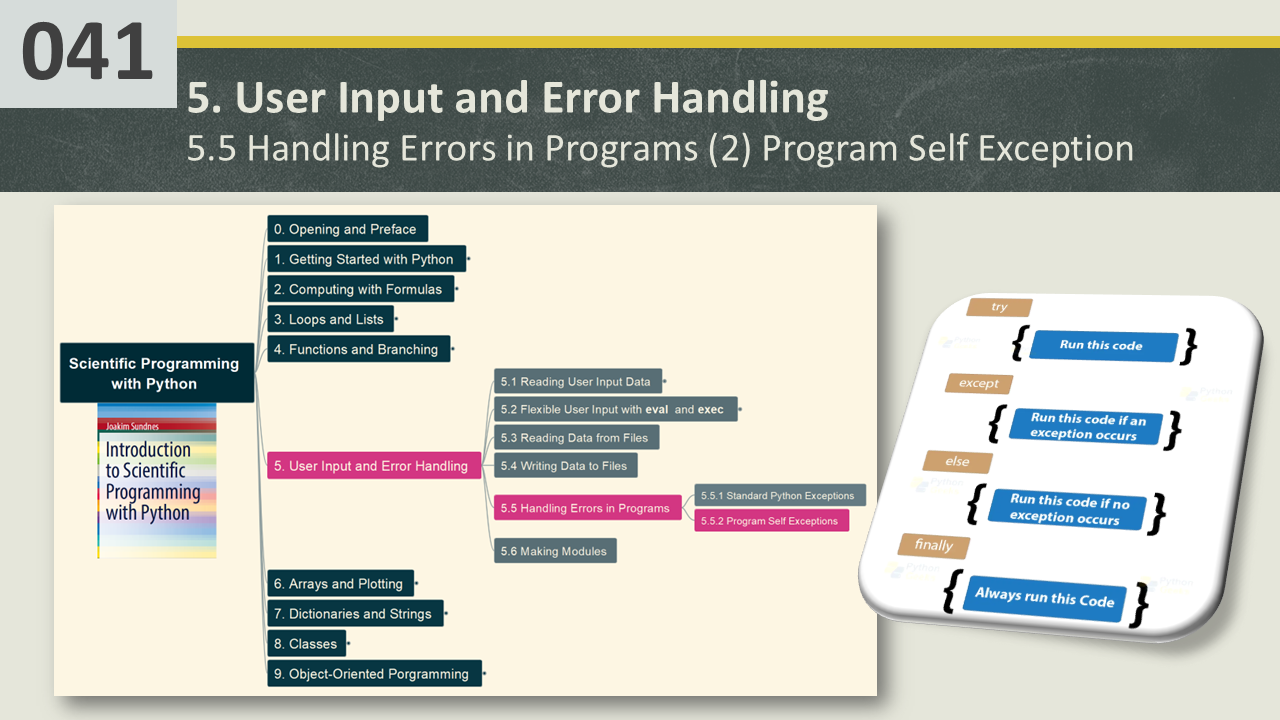 041
5. User Input and Error Handling
5.5 Handling Errors in Programs (2) Program Self Exception
0. Opening and Preface
1. Getting Started with Python
2. Computing with Formulas
3. Loops and Lists
4. Functions and Branching
Scientific Programming
with Python
Joakim Sundnes
Introduction
to Scientific
Programming
with Python
5. User Input and Error Handling
5.1 Reading User Input Data
5.2 Flexible User Input with eval and exec
5.3 Reading Data from Files
5.4 Writing Data to Files
5.5 Handling Errors in Programs
5.5.1 Standard Python Exceptions
5.5.2 Program Self Exceptions
5.6 Making Modules
6. Arrays and Plotting
7. Dictionaries and Strings
8. Classes
9. Object-Oriented Porgramming
try
{ Run this code }
except
{ Run this code if an
exception occurs }
else
{ Run this code if no
exception occurs }
finally
{ Always run this Code }